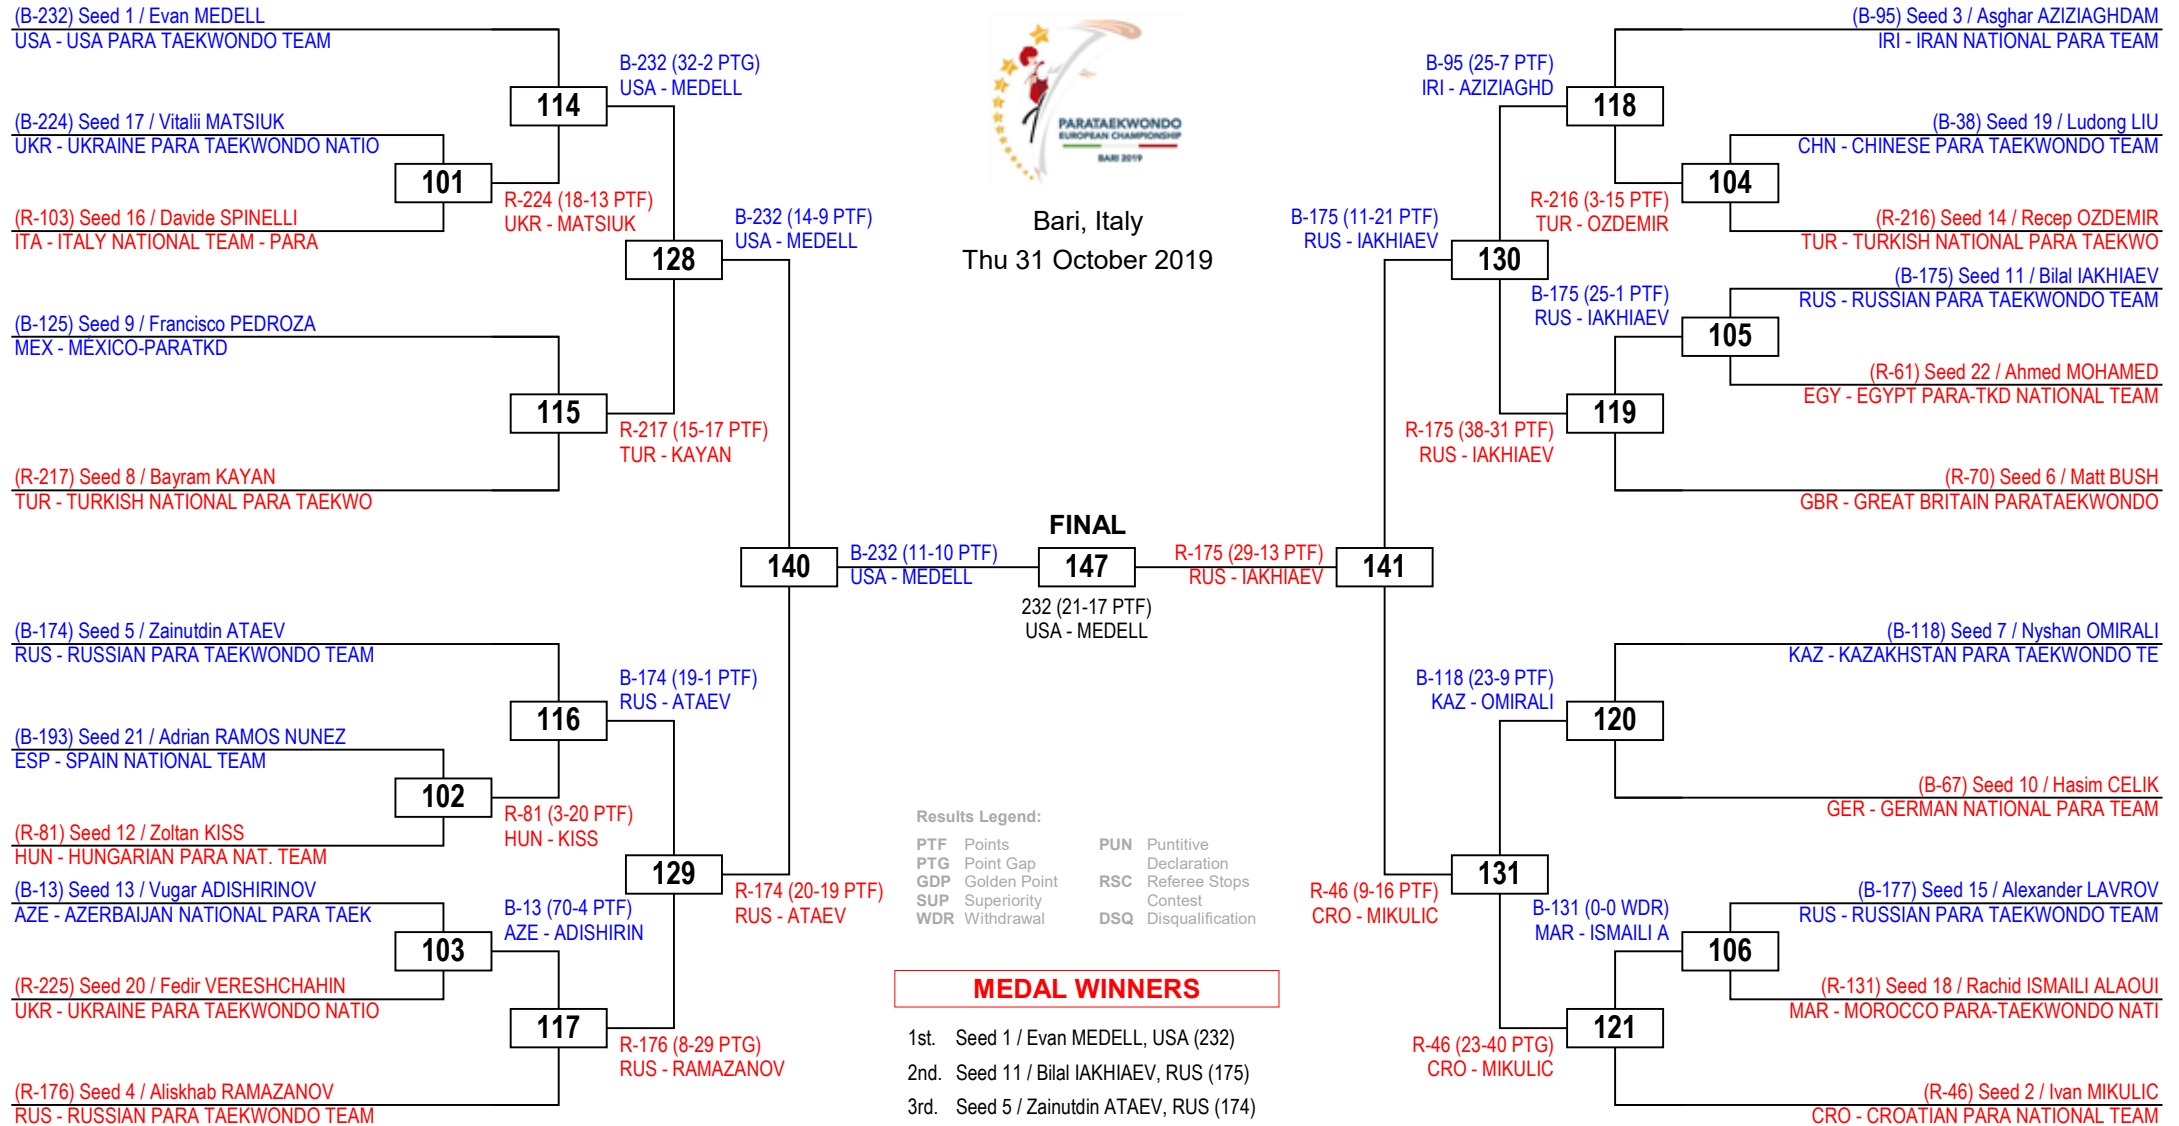 (B-232) Seed 1 / Evan MEDELL
USA - USA PARA TAEKWONDO TEAM
(B-224) Seed 17 / Vitalii MATSIUK
UKR - UKRAINE PARA TAEKWONDO NATIO
(R-103) Seed 16 / Davide SPINELLI
ITA - ITALY NATIONAL TEAM - PARA
(B-125) Seed 9 / Francisco PEDROZA
MEX - MÉXICO-PARATKD
(R-217) Seed 8 / Bayram KAYAN
TUR - TURKISH NATIONAL PARA TAEKWO
(B-174) Seed 5 / Zainutdin ATAEV
RUS - RUSSIAN PARA TAEKWONDO TEAM
(B-193) Seed 21 / Adrian RAMOS NUNEZ
ESP - SPAIN NATIONAL TEAM
(R-81) Seed 12 / Zoltan KISS
HUN - HUNGARIAN PARA NAT. TEAM
(B-13) Seed 13 / Vugar ADISHIRINOV
AZE - AZERBAIJAN NATIONAL PARA TAEK
(R-225) Seed 20 / Fedir VERESHCHAHIN
UKR - UKRAINE PARA TAEKWONDO NATIO
(R-176) Seed 4 / Aliskhab RAMAZANOV
RUS - RUSSIAN PARA TAEKWONDO TEAM
101
R-224 (18-13 PTF)
UKR - MATSIUK
102
R-81 (3-20 PTF)
HUN - KISS
103
B-13 (70-4 PTF)
AZE - ADISHIRIN
114
B-232 (32-2 PTG)
USA - MEDELL
115
R-217 (15-17 PTF)
TUR - KAYAN
116
B-174 (19-1 PTF)
RUS - ATAEV
117
R-176 (8-29 PTG)
RUS - RAMAZANOV
128
B-232 (14-9 PTF)
USA - MEDELL
129
R-174 (20-19 PTF)
RUS - ATAEV
140
B-232 (11-10 PTF)
USA - MEDELL
PARATAEKWONDO
EUROPEAN CHAMPIONSHIP
BARI 2019
Bari, Italy
Thu 31 October 2019
FINAL
147
232 (21-17 PTF)
USA - MEDELL
R-175 (29-13 PTF)
RUS - IAKHIAEV
141
B-175 (11-21 PTF)
RUS - IAKHIAEV
130
R-46 (9-16 PTF)
CRO - MIKULIC
131
B-95 (25-7 PTF)
IRI - AZIZIAGHD
118
R-175 (38-31 PTF)
RUS - IAKHIAEV
119
B-118 (23-9 PTF)
KAZ - OMIRALI
120
R-46 (23-40 PTG)
CRO - MIKULIC
121
R-216 (3-15 PTF)
TUR - OZDEMIR
104
B-175 (25-1 PTF)
RUS - IAKHIAEV
105
B-131 (0-0 WDR)
MAR - ISMAILI A
106
(B-95) Seed 3 / Asghar AZIZIAGHDAM
IRI - IRAN NATIONAL PARA TEAM
(B-38) Seed 19 / Ludong LIU
CHN - CHINESE PARA TAEKWONDO TEAM
(R-216) Seed 14 / Recep OZDEMIR
TUR - TURKISH NATIONAL PARA TAEKWO
(B-175) Seed 11 / Bilal IAKHIAEV
RUS - RUSSIAN PARA TAEKWONDO TEAM
(R-61) Seed 22 / Ahmed MOHAMED
EGY - EGYPT PARA-TKD NATIONAL TEAM
(R-70) Seed 6 / Matt BUSH
GBR - GREAT BRITAIN PARATAEKWONDO
(B-118) Seed 7 / Nyshan OMIRALI
KAZ - KAZAKHSTAN PARA TAEKWONDO TE
(B-67) Seed 10 / Hasim CELIK
GER - GERMAN NATIONAL PARA TEAM
(B-177) Seed 15 / Alexander LAVROV
RUS - RUSSIAN PARA TAEKWONDO TEAM
(R-131) Seed 18 / Rachid ISMAILI ALAOUI
MAR - MOROCCO PARA-TAEKWONDO NATI
(R-46) Seed 2 / Ivan MIKULIC
CRO - CROATIAN PARA NATIONAL TEAM
Results Legend:
PTF Points
PTG Point Gap
GDP Golden Point
SUP Superiority
WDR Withdrawal
PUN Puntitive
Declaration
RSC Referee Stops
Contest
DSQ Disqualification
MEDAL WINNERS
1st. Seed 1 / Evan MEDELL, USA (232)
2nd. Seed 11 / Bilal IAKHIAEV, RUS (175)
3rd. Seed 5 / Zainutdin ATAEV, RUS (174)